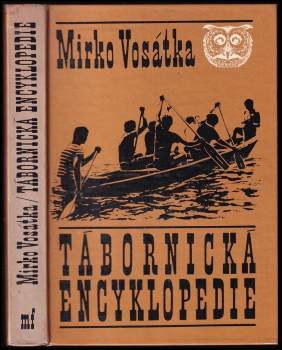 Mirko Vosátka / TÁBORNICKÁ ENCYKLOPEDIE
mf
Mirko Vosátka
TÁBORNICKÁ
ENCYKLOPEDIE